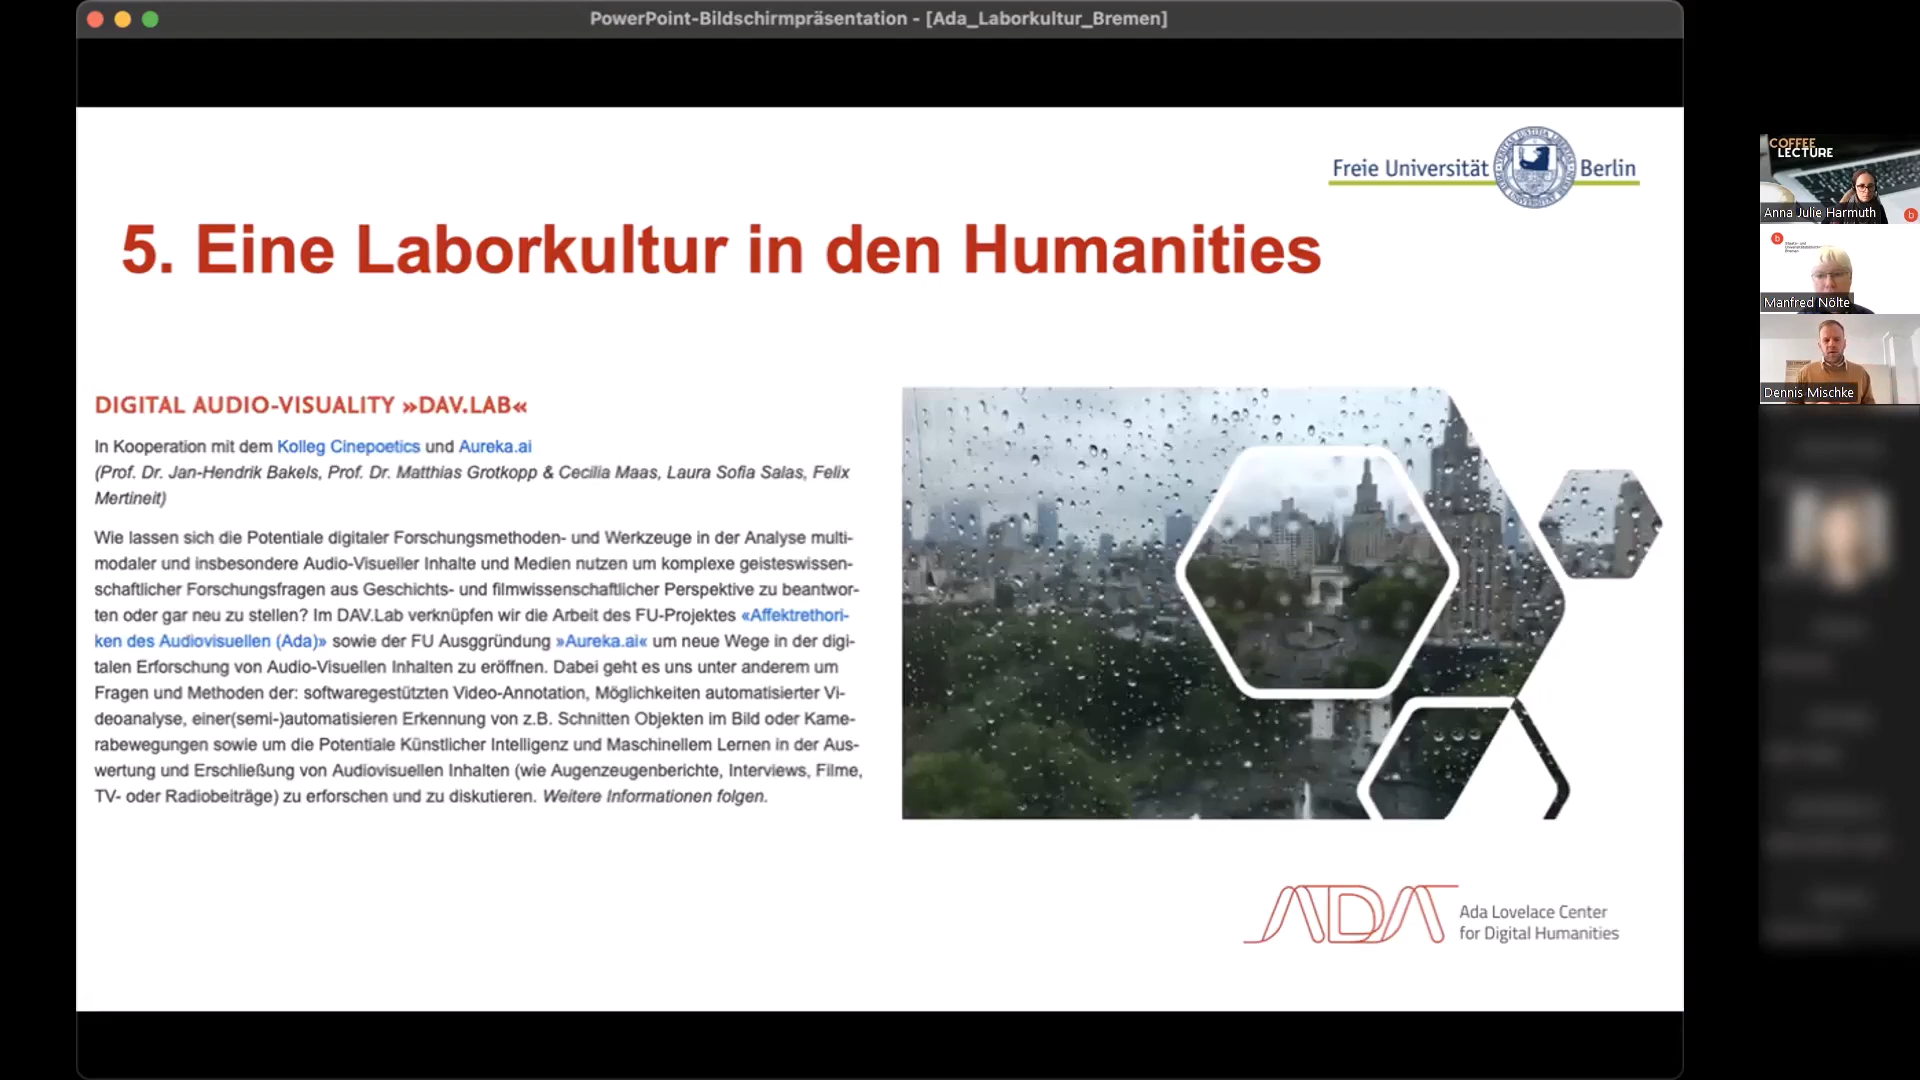 PowerPoint-Bildschirmpräsentation - [Ada_Laborkultur_Bremen]
Freie Universität Berlin
5. Eine Laborkultur in den Humanities
DIGITAL AUDIO-VISUALITY »DAV.LAB«
In Kooperation mit dem Kolleg Cinepoetics und Aureka.ai
(Prof. Dr. Jan-Hendrik Bakels, Prof. Dr. Matthias Grotkopp & Cecilia Maas, Laura Sofia Salas, Felix
Mertineit)
Wie lassen sich die Potentiale digitaler Forschungsmethoden- und Werkzeuge in der Analyse multi-
modaler und insbesondere Audio-Visueller Inhalte und Medien nutzen um komplexe geisteswissen-
schaftlicher Forschungsfragen aus Geschichts- und filmwissenschaftlicher Perspektive zu beantwor-
ten oder gar neu zu stellen? Im DAV.Lab verknüpfen wir die Arbeit des FU-Projektes «Affektrethori-
ken des Audiovisuellen (Ada)» sowie der FU Ausggründung »Aureka.ai« um neue Wege in der digi-
talen Erforschung von Audio-Visuellen Inhalten zu eröffnen. Dabei geht es uns unter anderem um
Fragen und Methoden der: softwaregestützten Video-Annotation, Möglichkeiten automatisierter Vi-
deoanalyse, einer(semi-)automatisieren Erkennung von z.B. Schnitten Objekten im Bild oder Kame-
rabewegungen sowie um die Potentiale Künstlicher Intelligenz und Maschinellem Lernen in der Aus-
wertung und Erschließung von Audiovisuellen Inhalten (wie Augenzeugenberichte, Interviews, Filme,
TV- oder Radiobeiträge) zu erforschen und zu diskutieren. Weitere Informationen folgen.
ADA
Ada Lovelace Center
for Digital Humanities
COFFEE
LECTURE
Anna Julie Harmuth
b
b
Manfred Nölte
Dennis Mischke